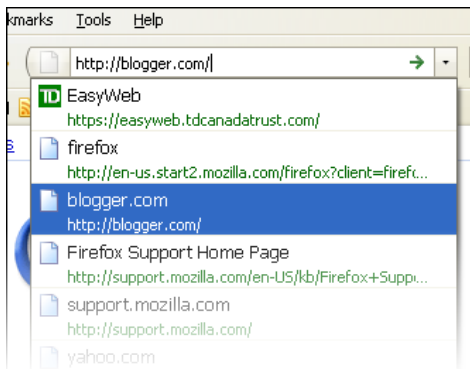 kmarks Tools Help
http://blogger.com/
TD EasyWeb
https://easyweb.tdcanadatrust.com/
firefox
http://en-us.start2.mozilla.com/firefox?client=firefc...
blogger.com
http://blogger.com/
Firefox Support Home Page
http://support.mozilla.com/en-US/kb/Firefox+Suppo...
support.mozilla.com
http://support.mozilla.com/
yahoo.com